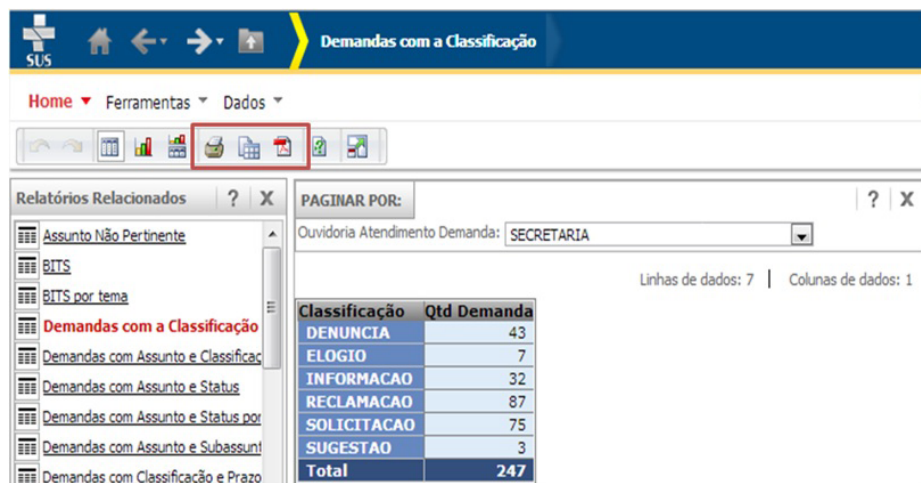 SUS
Demandas com a Classificação
Home Ferramentas Dados
Relatórios Relacionados ? X
Assunto Não Pertinente
BITS
BITS por tema
Demandas com a Classificação
Demandas com Assunto e Classificaç
Demandas com Assunto e Status
Demandas com Assunto e Status por
Demandas com Assunto e Subassunt
Demandas com Classificação e Prazo
PAGINAR POR: ? X
Ouvidoria Atendimento Demanda: SECRETARIA
Linhas de dados: 7 | Colunas de dados: 1
Classificação Qtd Demanda
DENUNCIA 43
ELOGIO 7
INFORMACAO 32
RECLAMACAO 87
SOLICITACAO 75
SUGESTAO 3
Total 247